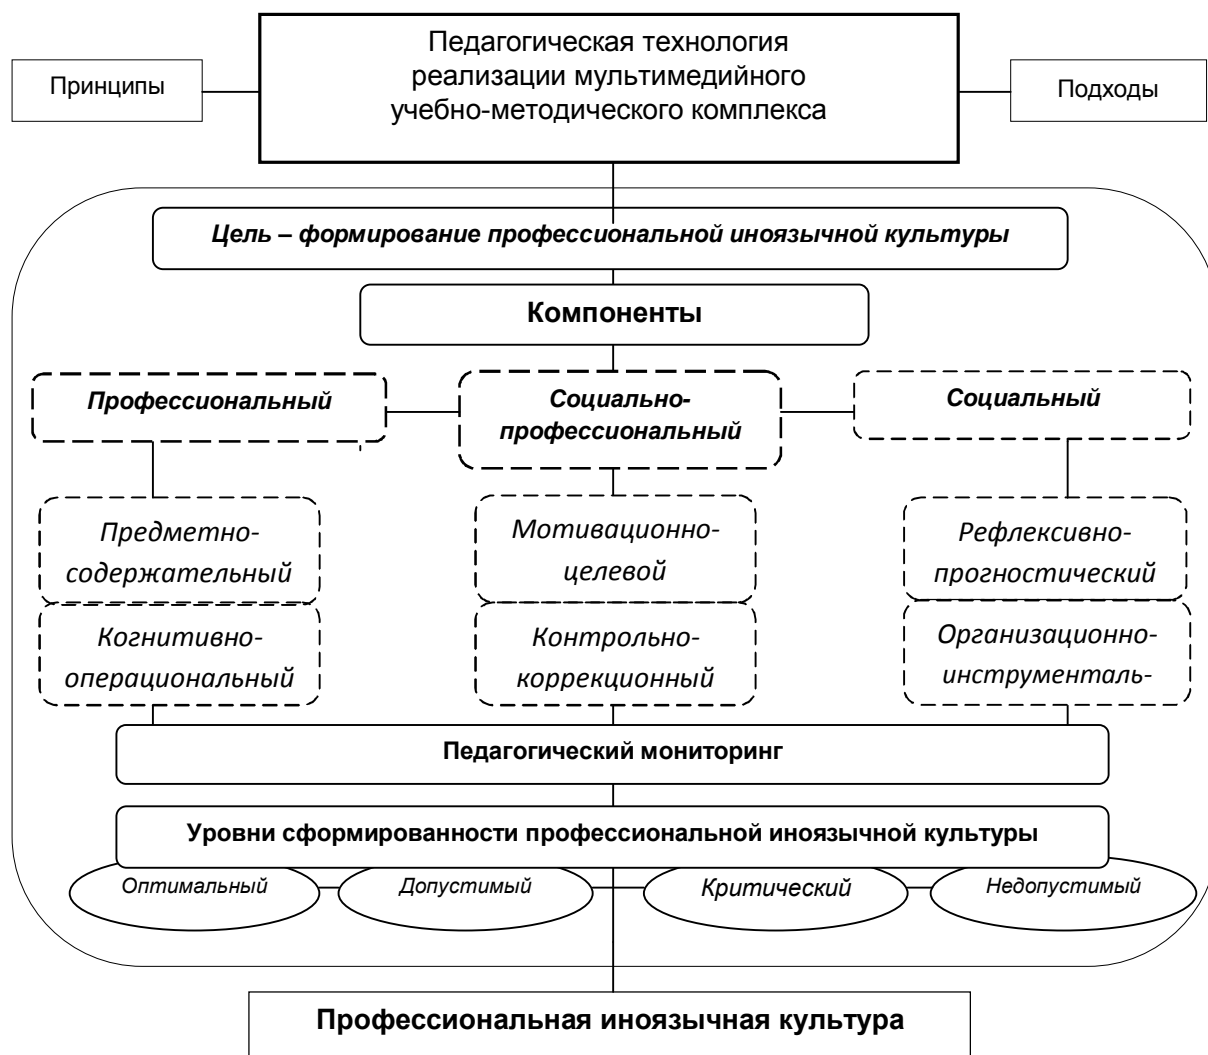 Педагогическая технология
реализации мультимедийного
учебно-методического комплекса
Принципы
Подходы
Цель – формирование профессиональной иноязычной культуры
Компоненты
Профессиональный
Социально-
профессиональный
Социальный
Предметно-
содержательный
Мотивационно-
целевой
Рефлексивно-
прогностический
Когнитивно-
операциональный
Контрольно-
коррекционный
Организационно-
инструменталь-
Педагогический мониторинг
Уровни сформированности профессиональной иноязычной культуры
Оптимальный
Допустимый
Критический
Недопустимый
Профессиональная иноязычная культура